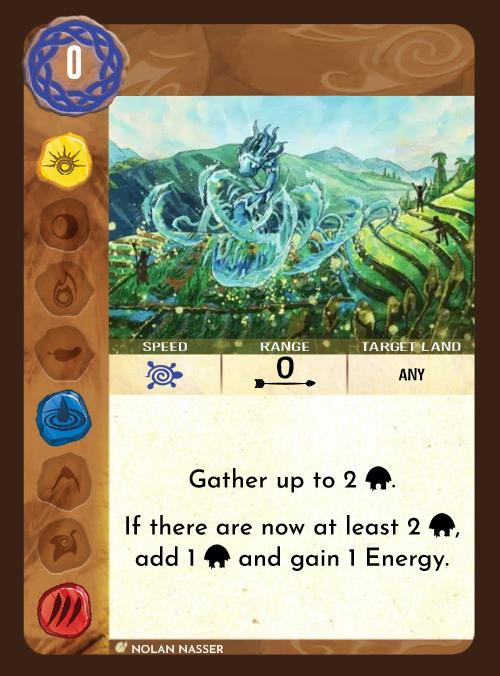 0
SPEED RANGE TARGET LAND
0 ANY
Gather up to 2 .
If there are now at least 2 ,
add 1 and gain 1 Energy.
NOLAN NASSER